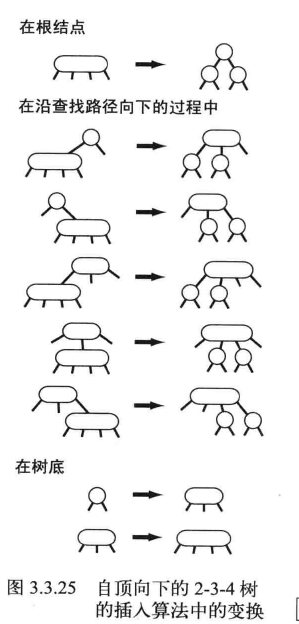 在根结点
在沿查找路径向下的过程中
在树底
图 3.3.25 自顶向下的 2-3-4 树
的插入算法中的变换